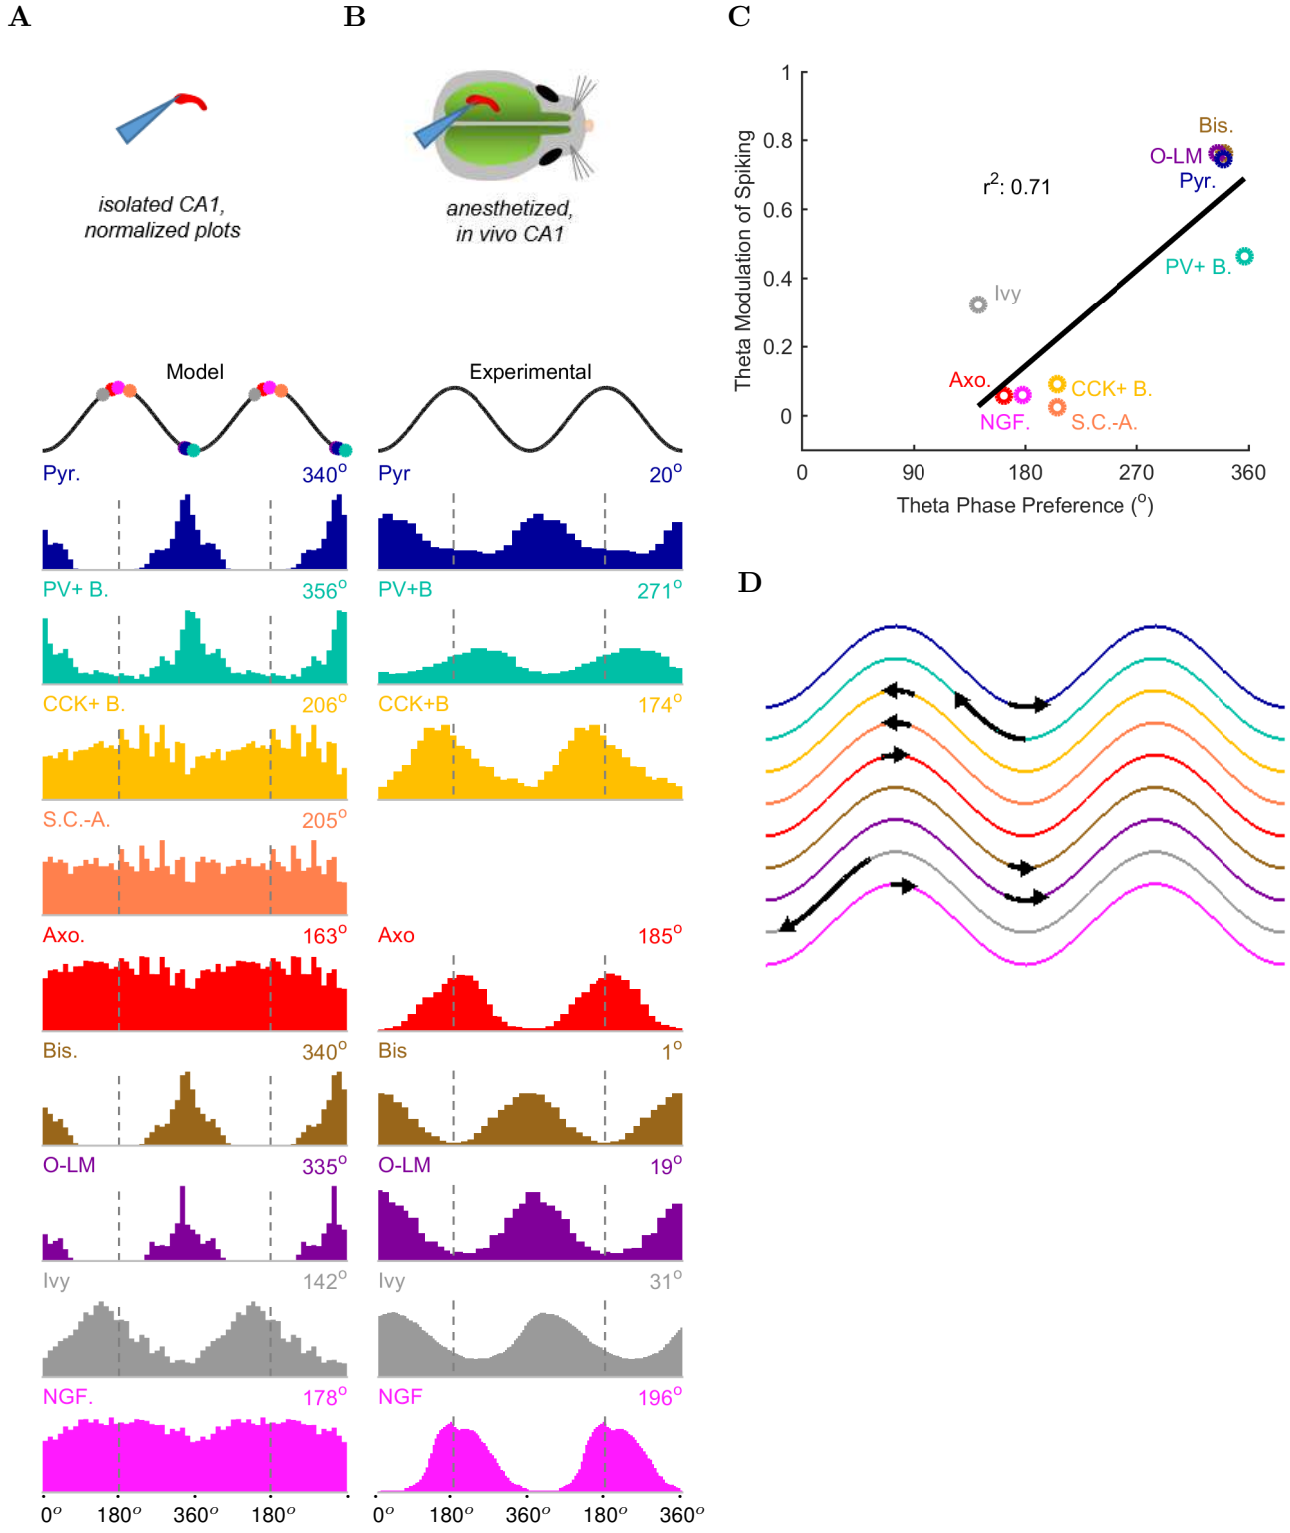 A
B
C
isolated CA1,
normalized plots
anesthetized,
in vivo CA1
Model
Experimental
Pyr. 340°
PV+ B. 356°
CCK+ B. 206°
S.C.-A. 205°
Axo. 163°
Bis. 340°
O-LM 335°
Ivy 142°
NGF. 178°
0° 180° 360° 180°
Pyr 20°
PV+B 271°
CCK+B 174°
Axo 185°
Bis 1°
O-LM 19°
Ivy 31°
NGF 196°
0° 180° 360° 180° 360°
Theta Modulation of Spiking
1
0.8
0.6
0.4
0.2
0
r²: 0.71
Bis.
O-LM
Pyr.
PV+ B.
Ivy
Axo.
CCK+ B.
NGF.
S.C.-A.
0 90 180 270 360
Theta Phase Preference (°)
D